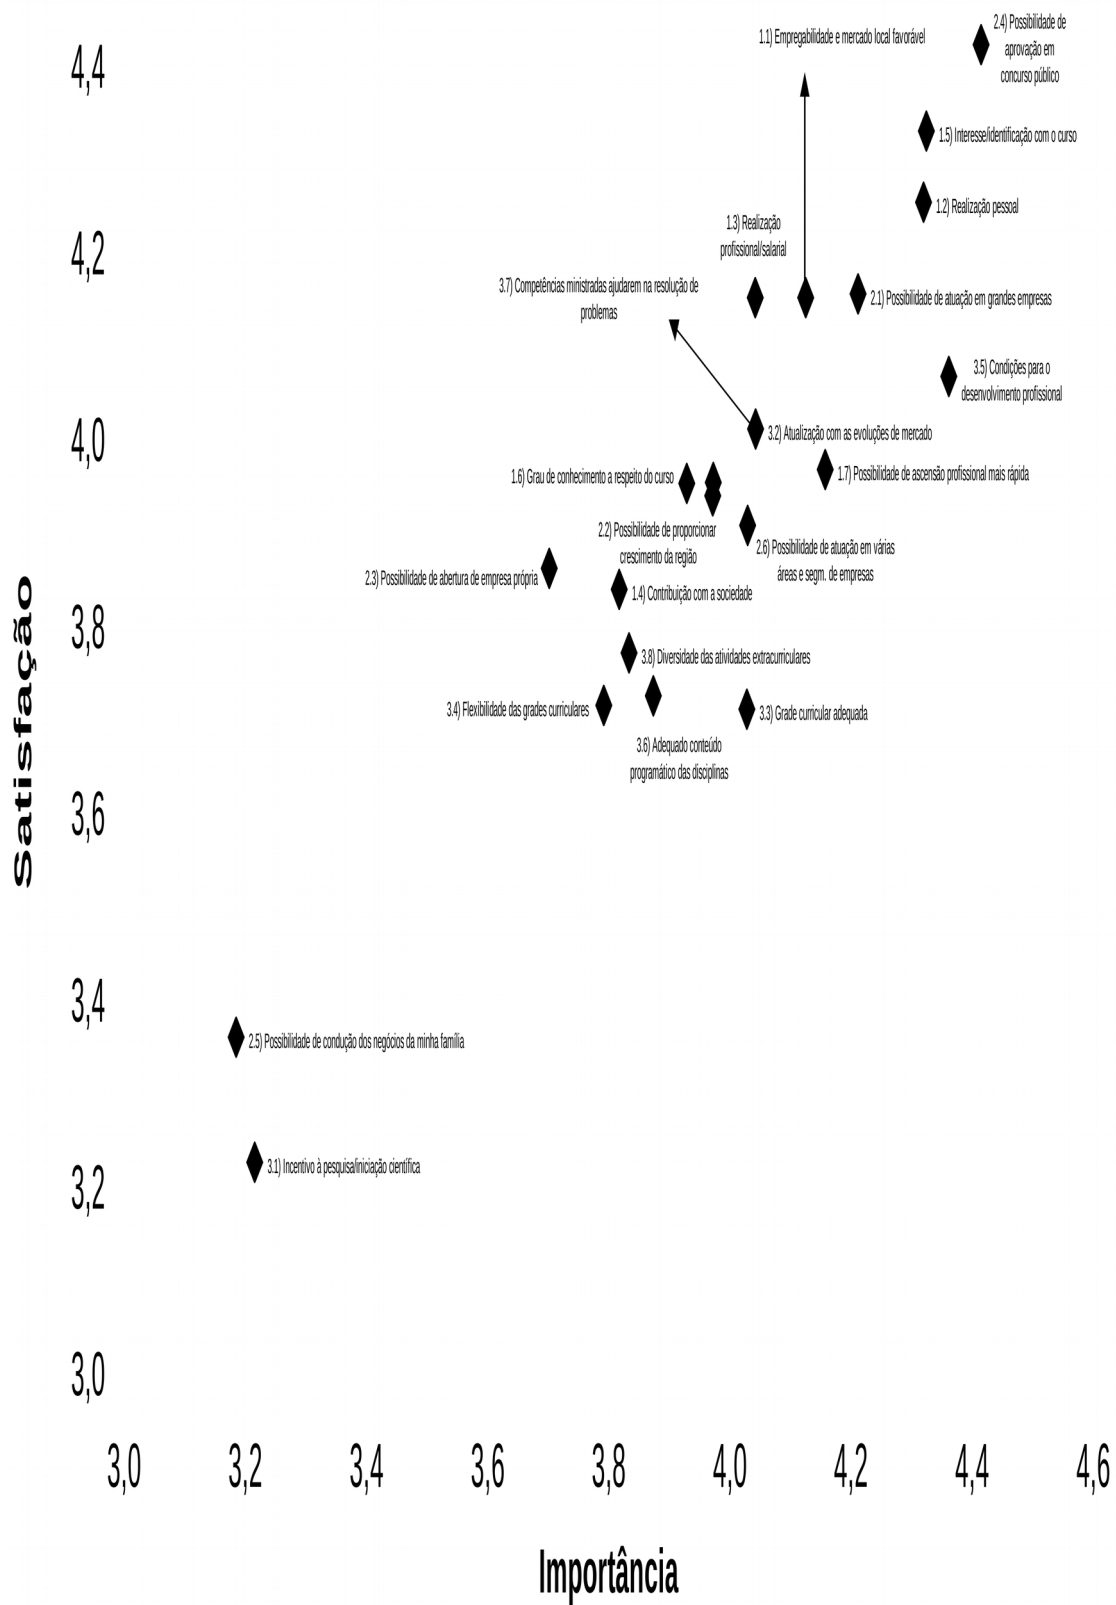 2.4) Possibilidade de
aprovação em
concurso público
1.1) Empregabilidade e mercado local favorável
4,4
1.5) Interesse/identificação com o curso
1.2) Realização pessoal
1.3) Realização
profissional/salarial
4,2
3.7) Competências ministradas ajudarem na resolução de
problemas
2.1) Possibilidade de atuação em grandes empresas
3.5) Condições para o
desenvolvimento profissional
4,0
3.2) Atualização com as evoluções de mercado
1.6) Grau de conhecimento a respeito do curso
1.7) Possibilidade de ascensão profissional mais rápida
2.2) Possibilidade de proporcionar
crescimento da região
2.6) Possibilidade de atuação em várias
áreas e segm. de empresas
2.3) Possibilidade de abertura de empresa própria
1.4) Contribuição com a sociedade
3,8
3.8) Diversidade das atividades extracurriculares
3.4) Flexibilidade das grades curriculares
3.3) Grade curricular adequada
3.6) Adequado conteúdo
programático das disciplinas
Satisfação
3,6
3,4
2.5) Possibilidade de condução dos negócios da minha família
3.1) Incentivo à pesquisa/iniciação científica
3,2
3,0
3,0 3,2 3,4 3,6 3,8 4,0 4,2 4,4 4,6
Importância